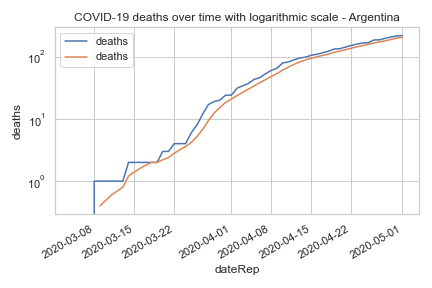 COVID-19 deaths over time with logarithmic scale - Argentina
deaths
deaths
10²
10¹
10⁰
deaths
2020-03-08
2020-03-15
2020-03-22
2020-04-01
2020-04-08
2020-04-15
2020-04-22
2020-05-01
dateRep